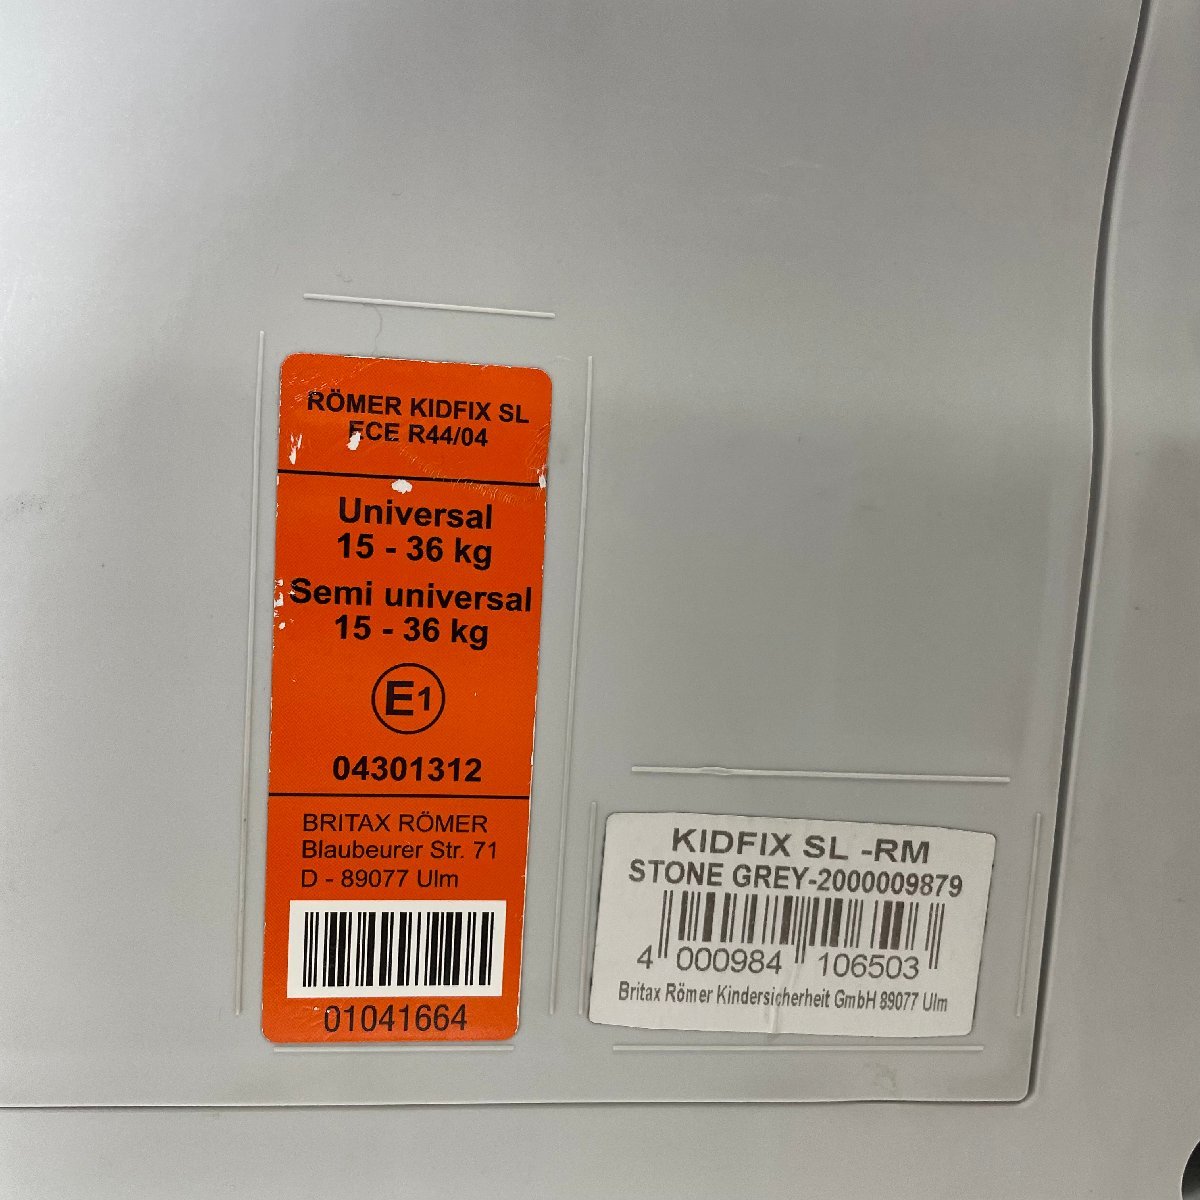 RÖMER KIDFIX SL
ECE R44/04
Universal
15 - 36 kg
Semi universal
15 - 36 kg
E1
04301312
BRITAX RÖMER
Blaubeurer Str. 71
D - 89077 Ulm
01041664
KIDFIX SL -RM
STONE GREY-2000009879
4 000984 106503
Britax Römer Kindersicherheit GmbH 89077 Ulm